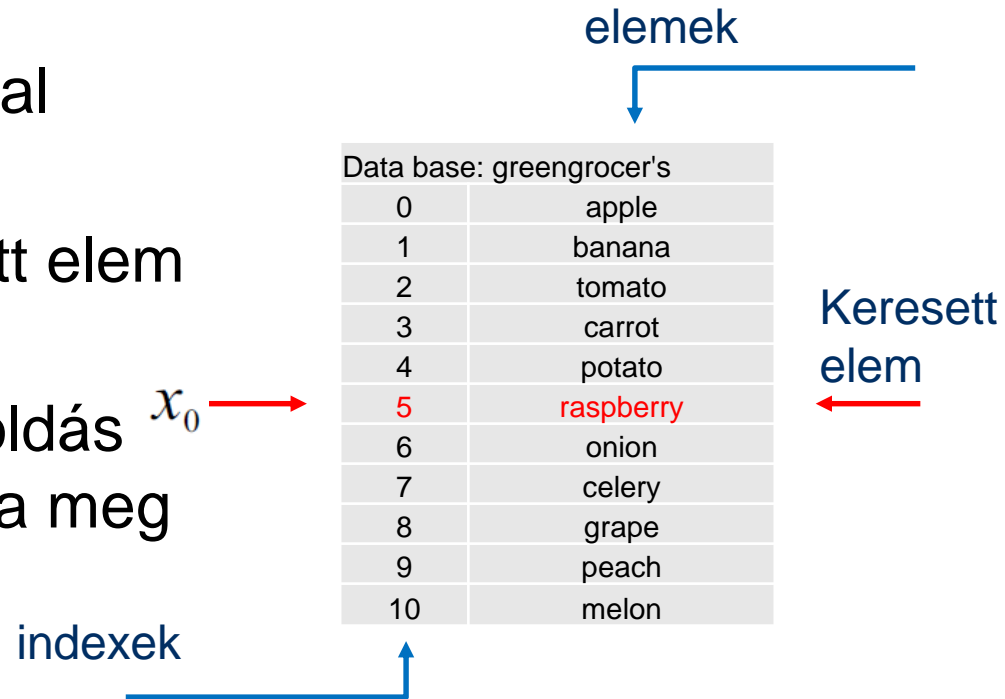 elemek
al
tt elem
oldás
a meg
x₀
Data base: greengrocer's
0 apple
1 banana
2 tomato
3 carrot
4 potato
5 raspberry
6 onion
7 celery
8 grape
9 peach
10 melon
Keresett
elem
indexek